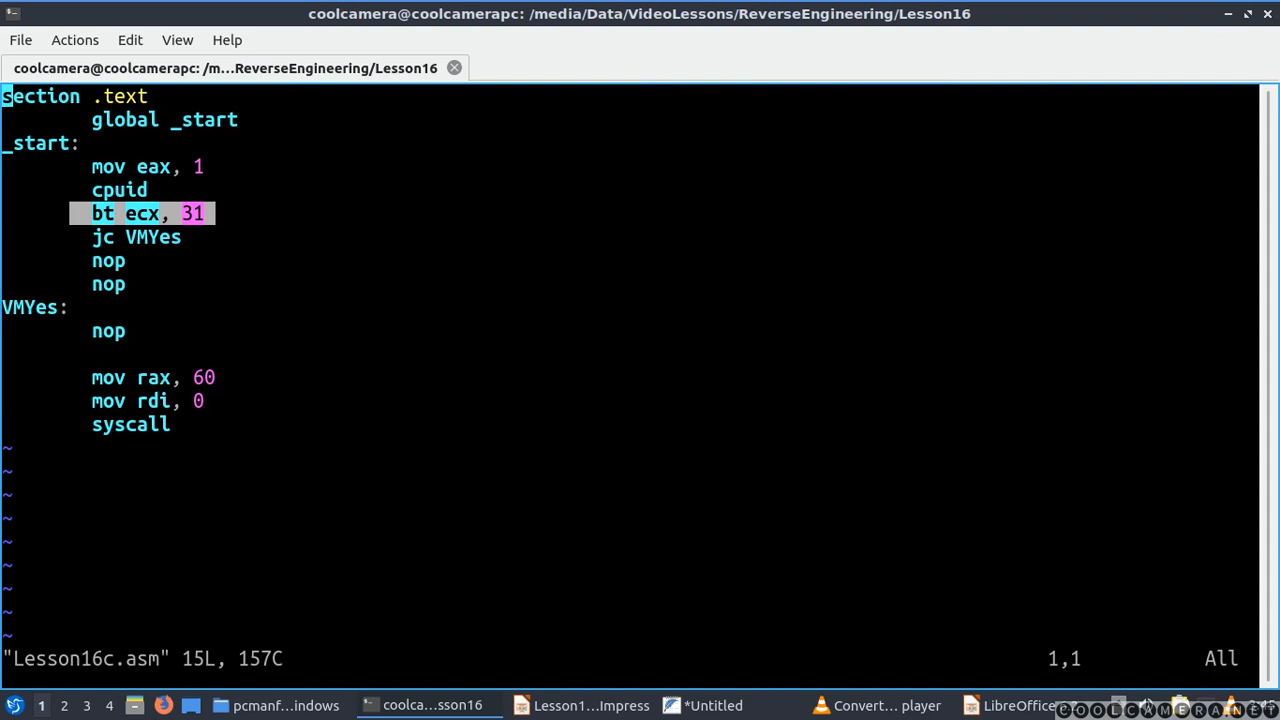 coolcamera@coolcamerapc: /media/Data/VideoLessons/ReverseEngineering/Lesson16
File Actions Edit View Help
coolcamera@coolcamerapc: /m...ReverseEngineering/Lesson16
section .text
global _start
_start:
mov eax, 1
cpuid
bt ecx, 31
jc VMYes
nop
nop
VMYes:
nop
mov rax, 60
mov rdi, 0
syscall
~
~
~
~
~
~
~
~
~
"Lesson16c.asm" 15L, 157C 1,1 All
1 2 3 4 pcmanf...indows coolca...sson16 Lesson1...Impress *Untitled Convert... player LibreOffice
COOLCAMERA.NET